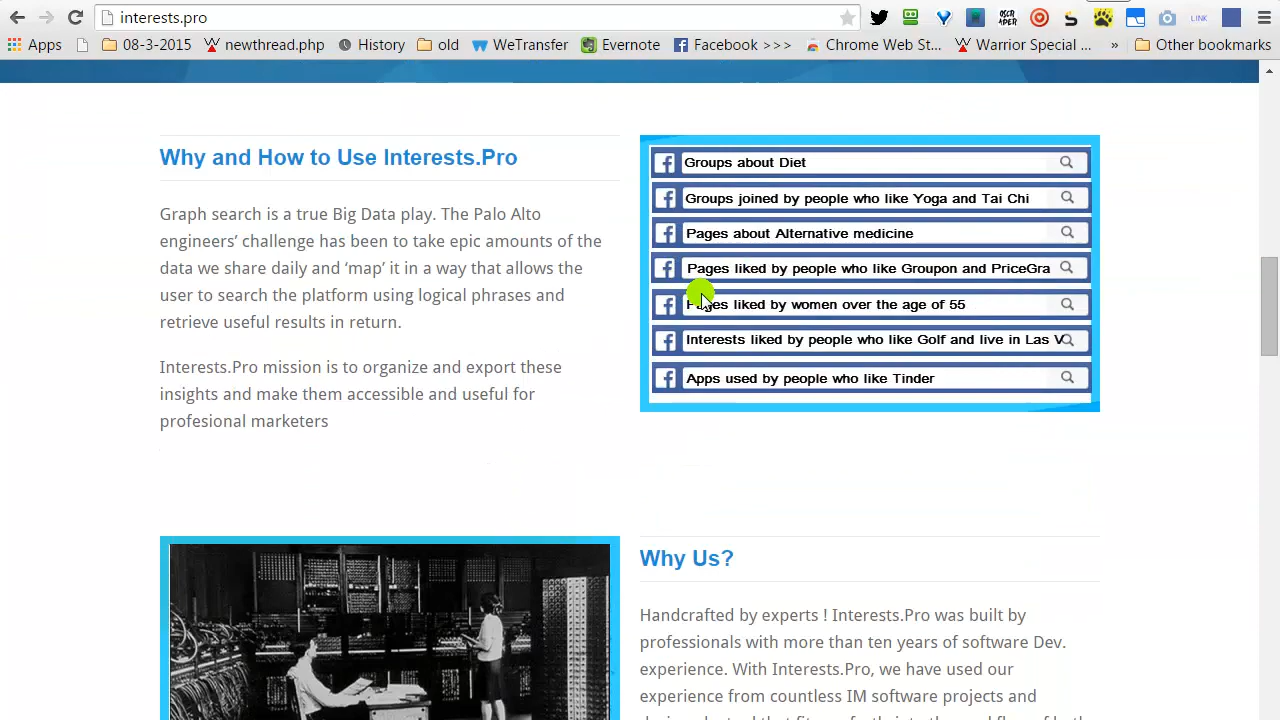 interests.pro
OSCR APER
LINK
Apps
08-3-2015
newthread.php
History
old
WeTransfer
Evernote
Facebook >>>
Chrome Web St...
Warrior Special ...
»
Other bookmarks
Why and How to Use Interests.Pro
Graph search is a true Big Data play. The Palo Alto
engineers’ challenge has been to take epic amounts of the
data we share daily and ‘map’ it in a way that allows the
user to search the platform using logical phrases and
retrieve useful results in return.
Interests.Pro mission is to organize and export these
insights and make them accessible and useful for
profesional marketers
Groups about Diet
Groups joined by people who like Yoga and Tai Chi
Pages about Alternative medicine
Pages liked by people who like Groupon and PriceGra
Pages liked by women over the age of 55
Interests liked by people who like Golf and live in Las V
Apps used by people who like Tinder
Why Us?
Handcrafted by experts ! Interests.Pro was built by
professionals with more than ten years of software Dev.
experience. With Interests.Pro, we have used our
experience from countless IM software projects and